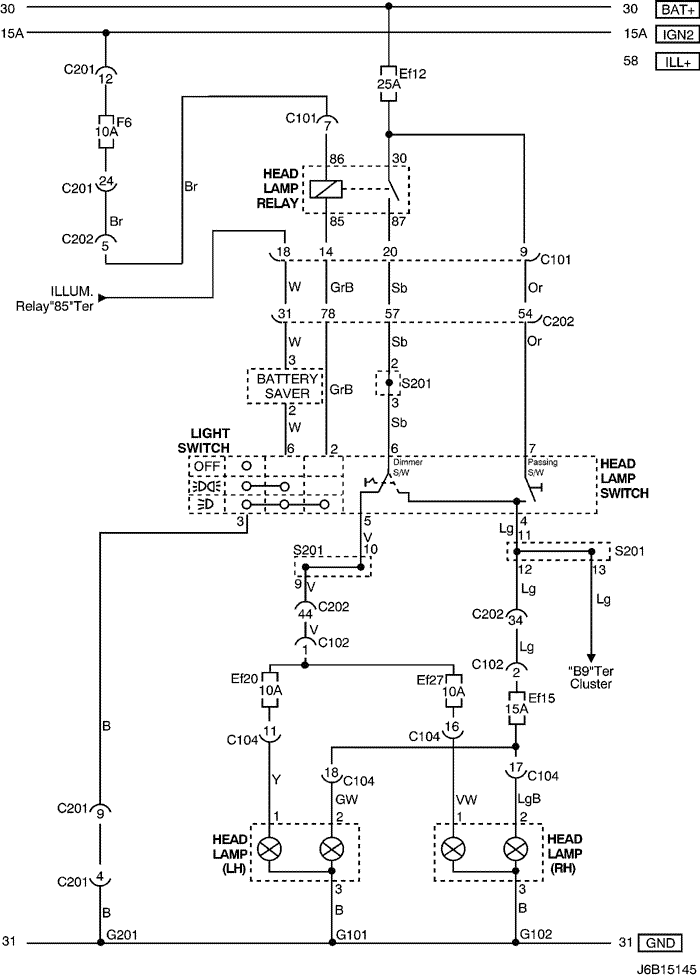 30
30
BAT+
15A
15A
IGN2
58
ILL+
C201
12
Ef12
25A
F6
10A
C101
7
C201
24
86
30
HEAD
LAMP
RELAY
Br
Br
85
87
C202
5
18
14
20
9
C101
W
GrB
Sb
Or
ILLUM.
Relay"85"Ter
31
78
57
54
C202
W
Sb
Or
3
2
BATTERY
SAVER
S201
GrB
3
2
W
Sb
LIGHT
SWITCH
6
2
6
7
OFF
Dimmer
S/W
Passing
S/W
HEAD
LAMP
SWITCH
3
5
4
V
Lg
11
S201
10
S201
9
V
12
13
Lg
Lg
C202
44
C202
34
V
C102
1
Lg
C102
2
"B9"Ter
Cluster
Ef20
10A
Ef27
10A
Ef15
15A
B
11
C104
16
C104
18
C104
17
C104
Y
GW
VW
LgB
C201
9
1
2
1
2
HEAD
LAMP
(LH)
HEAD
LAMP
(RH)
C201
4
3
3
B
B
B
31
G201
G101
G102
31
GND
J6B15145